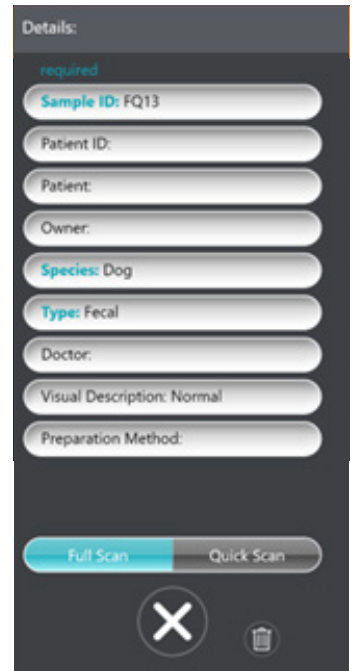 Details:
required
Sample ID: FQ13
Patient ID:
Patient:
Owner:
Species: Dog
Type: Fecal
Doctor:
Visual Description: Normal
Preparation Method:
Full Scan Quick Scan